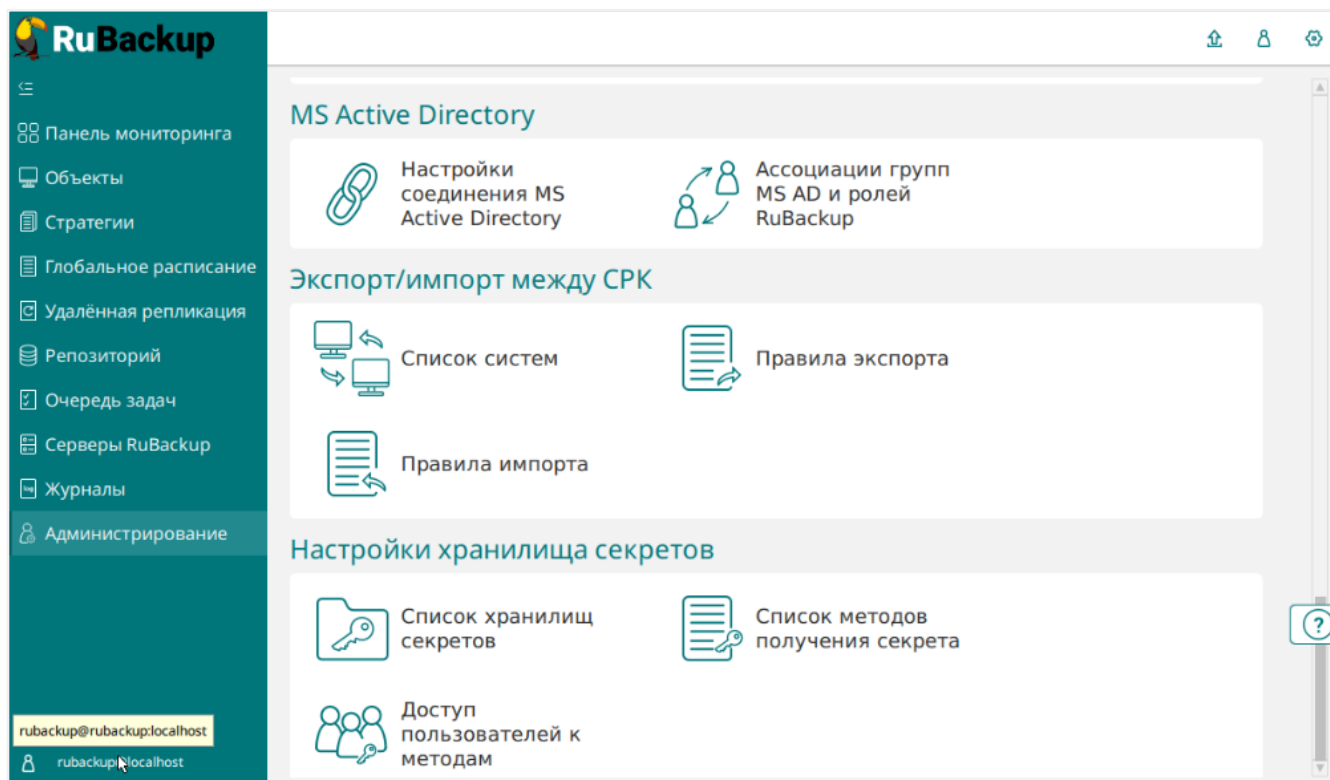 RuBackup
Панель мониторинга
Объекты
Стратегии
Глобальное расписание
Удалённая репликация
Репозиторий
Очередь задач
Серверы RuBackup
Журналы
Администрирование
rubackup@rubackup:localhost
rubackup@localhost
MS Active Directory
Настройки
соединения MS
Active Directory
Ассоциации групп
MS AD и ролей
RuBackup
Экспорт/импорт между СРК
Список систем
Правила экспорта
Правила импорта
Настройки хранилища секретов
Список хранилищ
секретов
Список методов
получения секрета
Доступ
пользователей к
методам
?